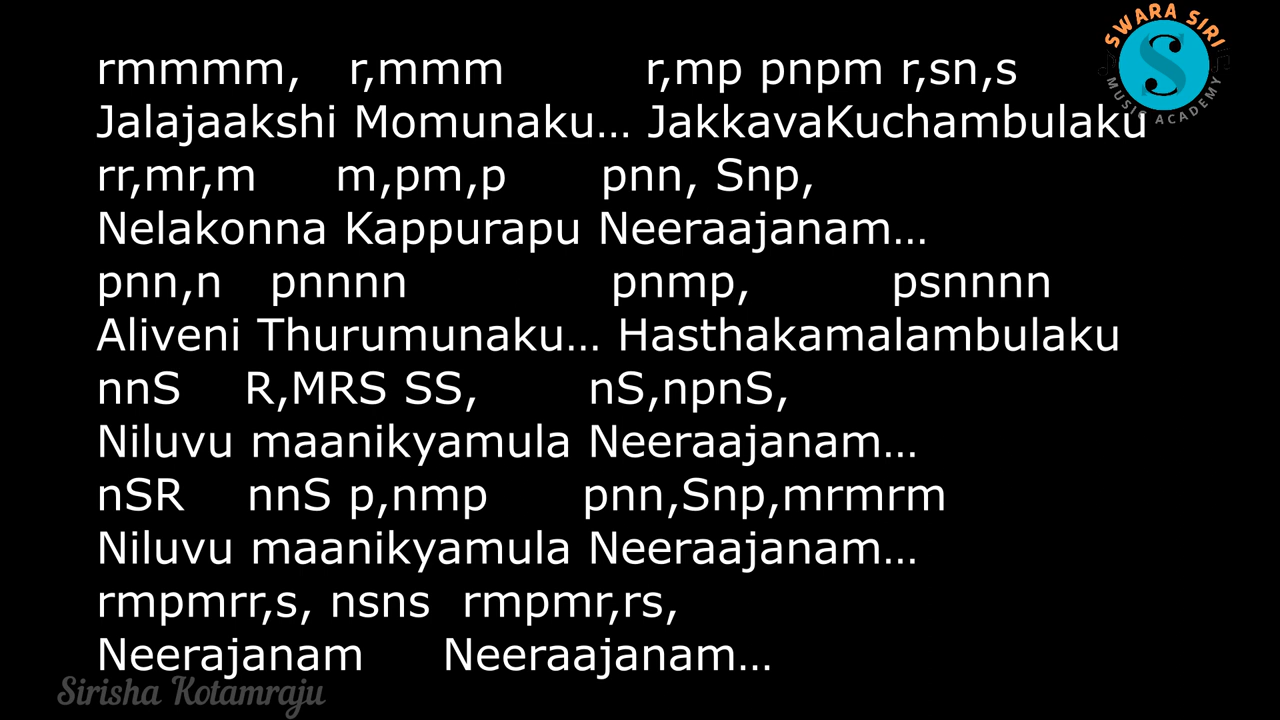 SWARA SIRI
MUSIC ACADEMY
S
rmmmm, r,mmm r,mp pnpm r,sn,s
Jalajaakshi Momunaku... JakkavaKuchambulaku
rr,mr,m m,pm,p pnn, Snp,
Nelakonna Kappurapu Neeraajanam...
pnn,n pnnnn pnmp, psnnnn
Aliveni Thurumunaku... Hasthakamalambulaku
nnS R,MRS SS, nS,npnS,
Niluvu maanikyamula Neeraajanam...
nSR nnS p,nmp pnn,Snp,mrmrm
Niluvu maanikyamula Neeraajanam...
rmpmrr,s, nsns rmpmr,rs,
Neerajanam Neeraajanam...
Sirisha Kotamraju